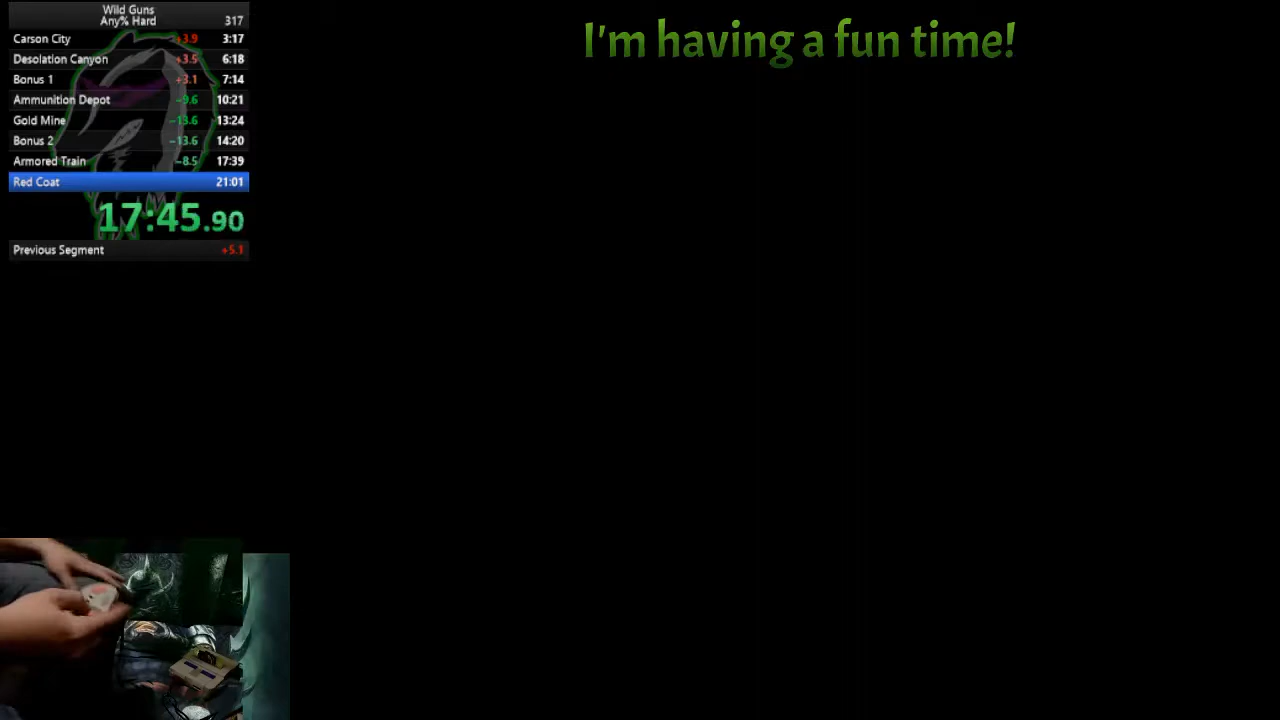 Wild Guns
Any% Hard 317
Carson City +3.9 3:17
Desolation Canyon +3.5 6:18
Bonus 1 +3.1 7:14
Ammunition Depot −9.6 10:21
Gold Mine −13.6 13:24
Bonus 2 −13.6 14:20
Armored Train −8.5 17:39
Red Coat 21:01
17:45.90
Previous Segment +5.1
I'm having a fun time!